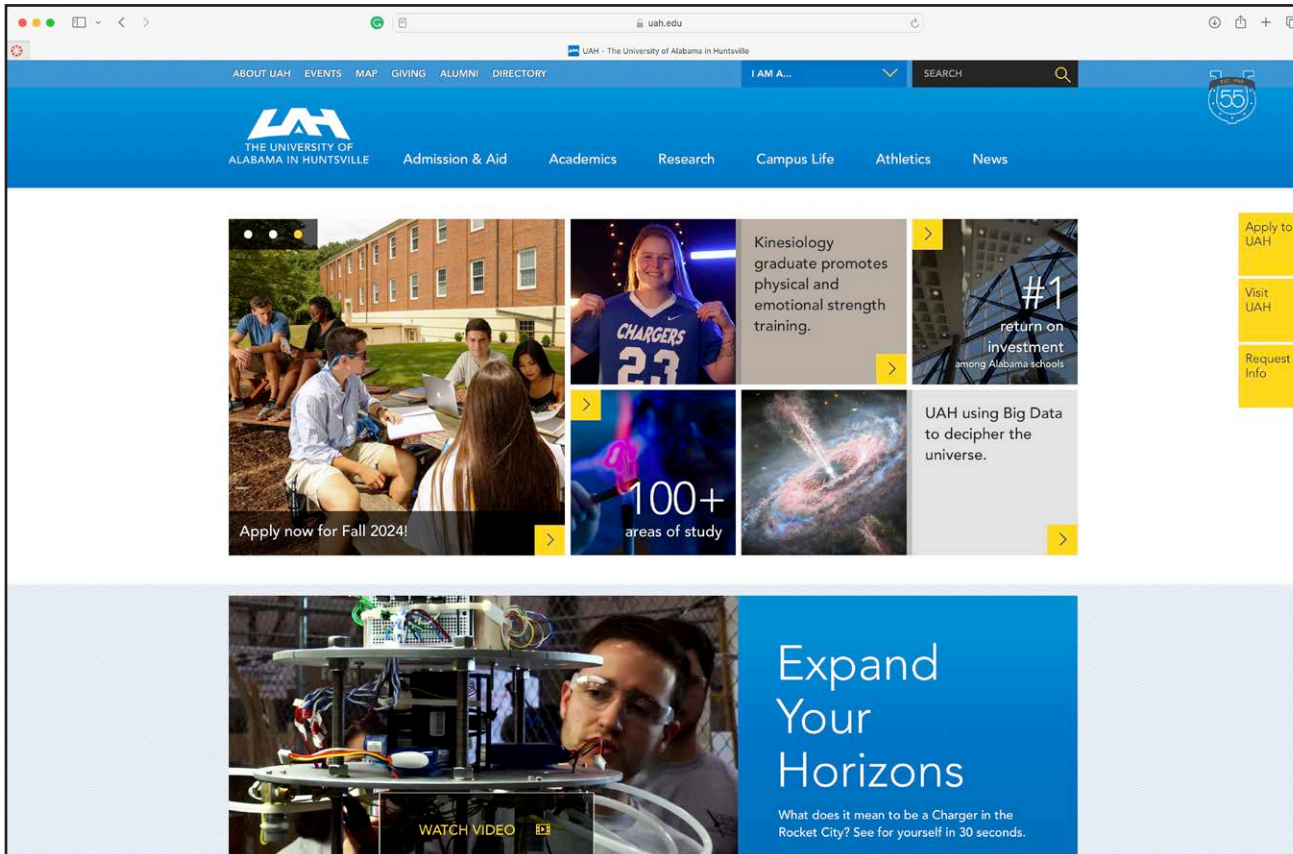 uah.edu
UAH - The University of Alabama in Huntsville
ABOUT UAH EVENTS MAP GIVING ALUMNI DIRECTORY
I AM A...
SEARCH
EST. 1969
55
UAH
THE UNIVERSITY OF
ALABAMA IN HUNTSVILLE
Admission & Aid Academics Research Campus Life Athletics News
Apply now for Fall 2024!
CHARGERS
23
Kinesiology
graduate promotes
physical and
emotional strength
training.
#1
return on
investment
among Alabama schools
100+
areas of study
UAH using Big Data
to decipher the
universe.
Apply to
UAH
Visit
UAH
Request
Info
WATCH VIDEO
Expand
Your
Horizons
What does it mean to be a Charger in the
Rocket City? See for yourself in 30 seconds.